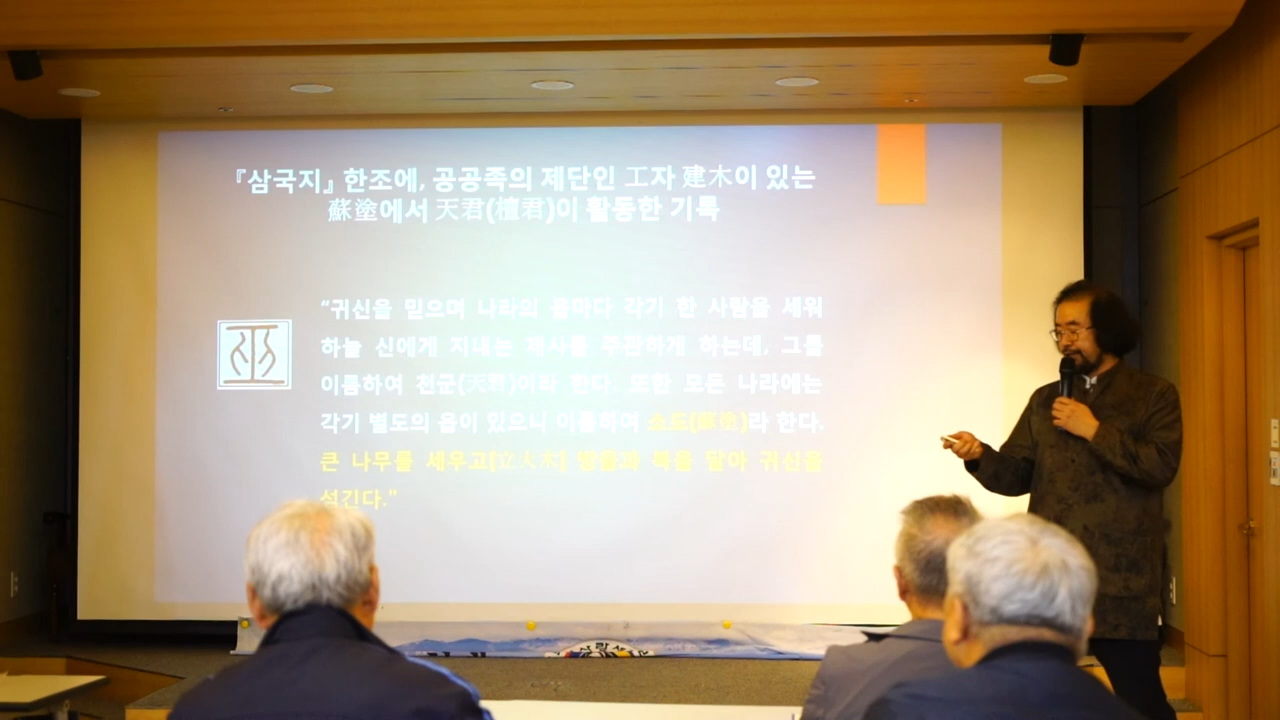 『삼국지』 한조에, 공공족의 제단인 工자 建木이 있는
蘇塗에서 天君(檀君)이 활동한 기록
“귀신을 믿으며 나라의 읍마다 각기 한 사람을 세워
하늘 신에게 지내는 제사를 주관하게 하는데, 그를
이름하여 천군(天君)이라 한다. 또한 모든 나라에는
각기 별도의 읍이 있으니 이름하여 소도(蘇塗)라 한다.
큰 나무를 세우고(立大木) 방울과 북을 달아 귀신을
섬긴다.”
巫